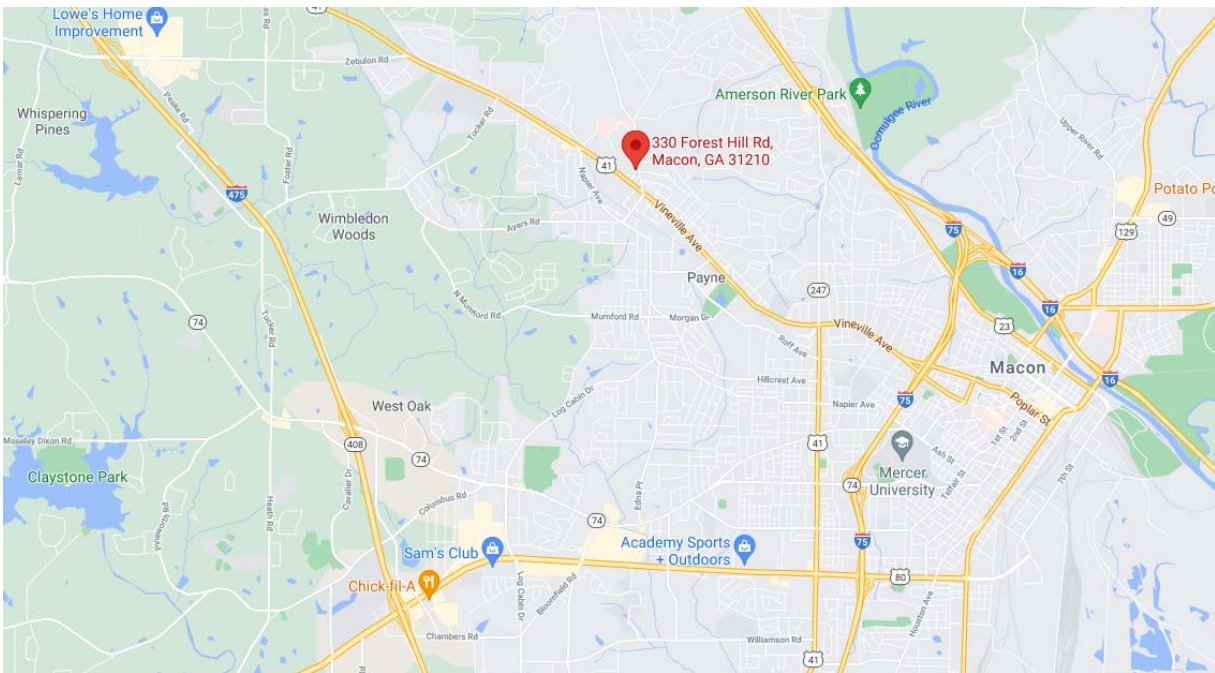 Lowe's Home
Improvement
41
Zebulon Rd
Peake Rd
Whispering
Pines
Lamar Rd
Foster Rd
Tucker Rd
475
Wimbledon
Woods
41
Napier Ave
330 Forest Hill Rd,
Macon, GA 31210
Amerson River Park
Ocmulgee River
Upper River Rd
Potato Po
49
129
Ayers Rd
Vineville Ave
75
16
Payne
247
16
74
Tucker Rd
N Mumford Rd
Mumford Rd
Morgan Dr
Vineville Ave
Roff Ave
23
Macon
16
Hillcrest Ave
Napier Ave
75
Poplar St
1st St
2nd St
West Oak
Log Cabin Dr
Moseley Dixon Rd
408
74
41
Ash St
Telfair St
7th St
Claystone Park
Cavalier Dr
Mercer
University
74
Heath Rd
Columbus Rd
Edna Pl
74
75
Sam's Club
Academy Sports
+ Outdoors
80
Chick-fil-A
Log Cabin Dr
Bloomfield Rd
Houston Ave
Chambers Rd
Williamson Rd
41